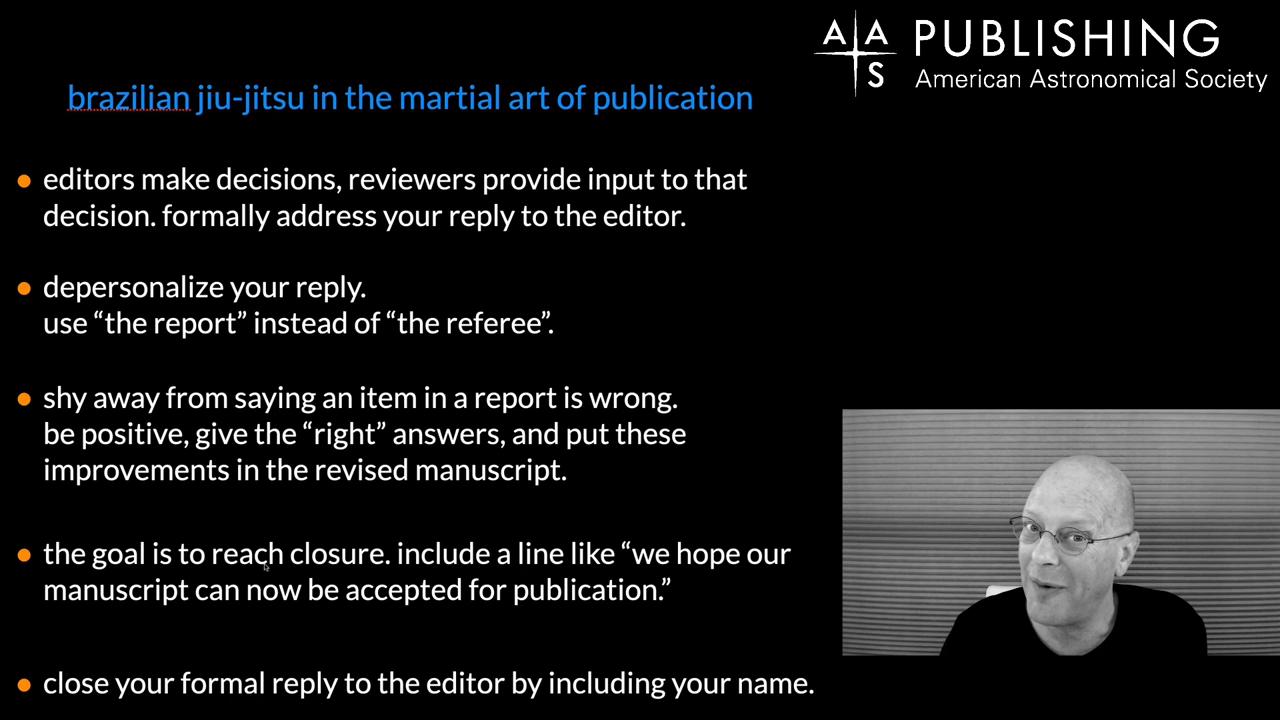 AAS PUBLISHING
American Astronomical Society
brazilian jiu-jitsu in the martial art of publication
• editors make decisions, reviewers provide input to that
decision. formally address your reply to the editor.
• depersonalize your reply.
use “the report” instead of “the referee”.
• shy away from saying an item in a report is wrong.
be positive, give the “right” answers, and put these
improvements in the revised manuscript.
• the goal is to reach closure. include a line like “we hope our
manuscript can now be accepted for publication.”
• close your formal reply to the editor by including your name.